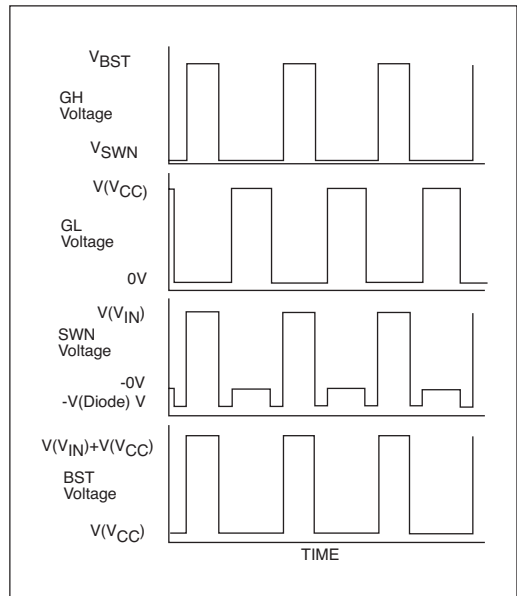 VBST
GH
Voltage
VSWN
V(VCC)
GL
Voltage
0V
V(VIN)
SWN
Voltage
-0V
-V(Diode) V
V(VIN)+V(VCC)
BST
Voltage
V(VCC)
TIME